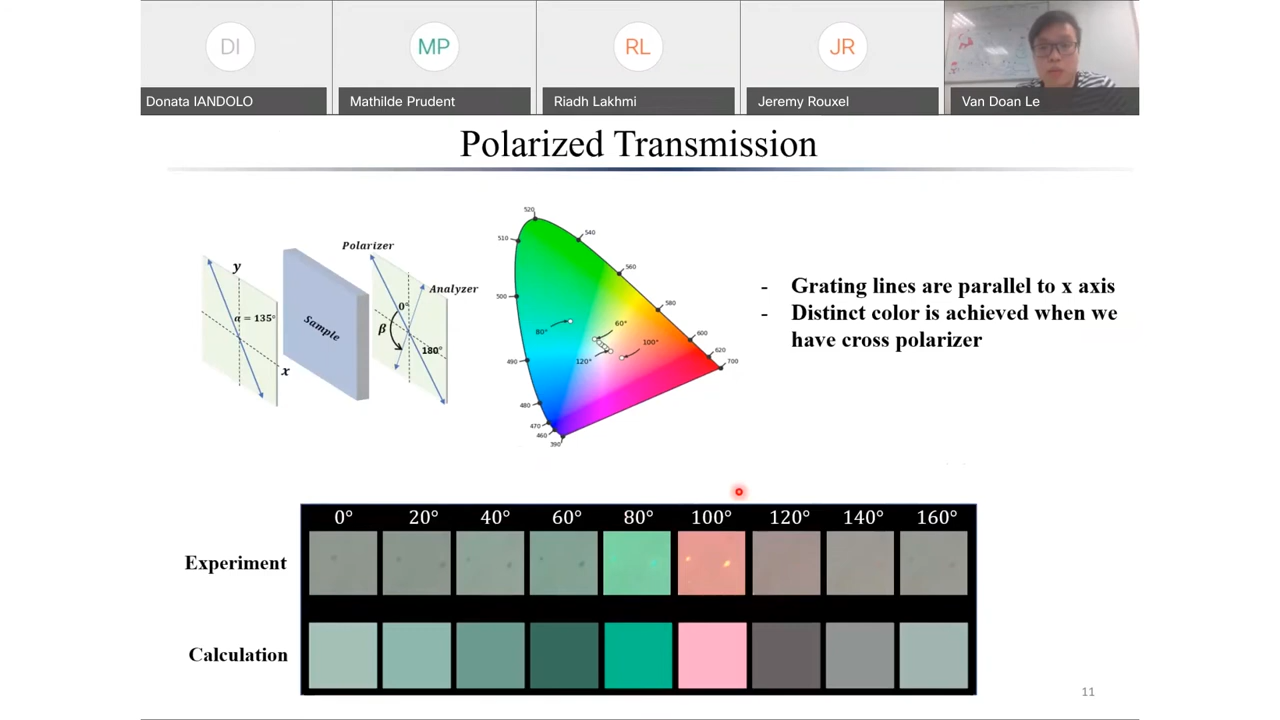 DI
MP
RL
JR
Donata IANDOLO
Mathilde Prudent
Riadh Lakhmi
Jeremy Rouxel
Van Doan Le
Polarized Transmission
Polarizer
y
Analyzer
0°
α = 135°
Sample
β
180°
x
520
510
540
560
500
580
80°
60°
600
100°
620
490
120°
700
480
470
460
390
- Grating lines are parallel to x axis
- Distinct color is achieved when we
have cross polarizer
0° 20° 40° 60° 80° 100° 120° 140° 160°
Experiment
Calculation
11